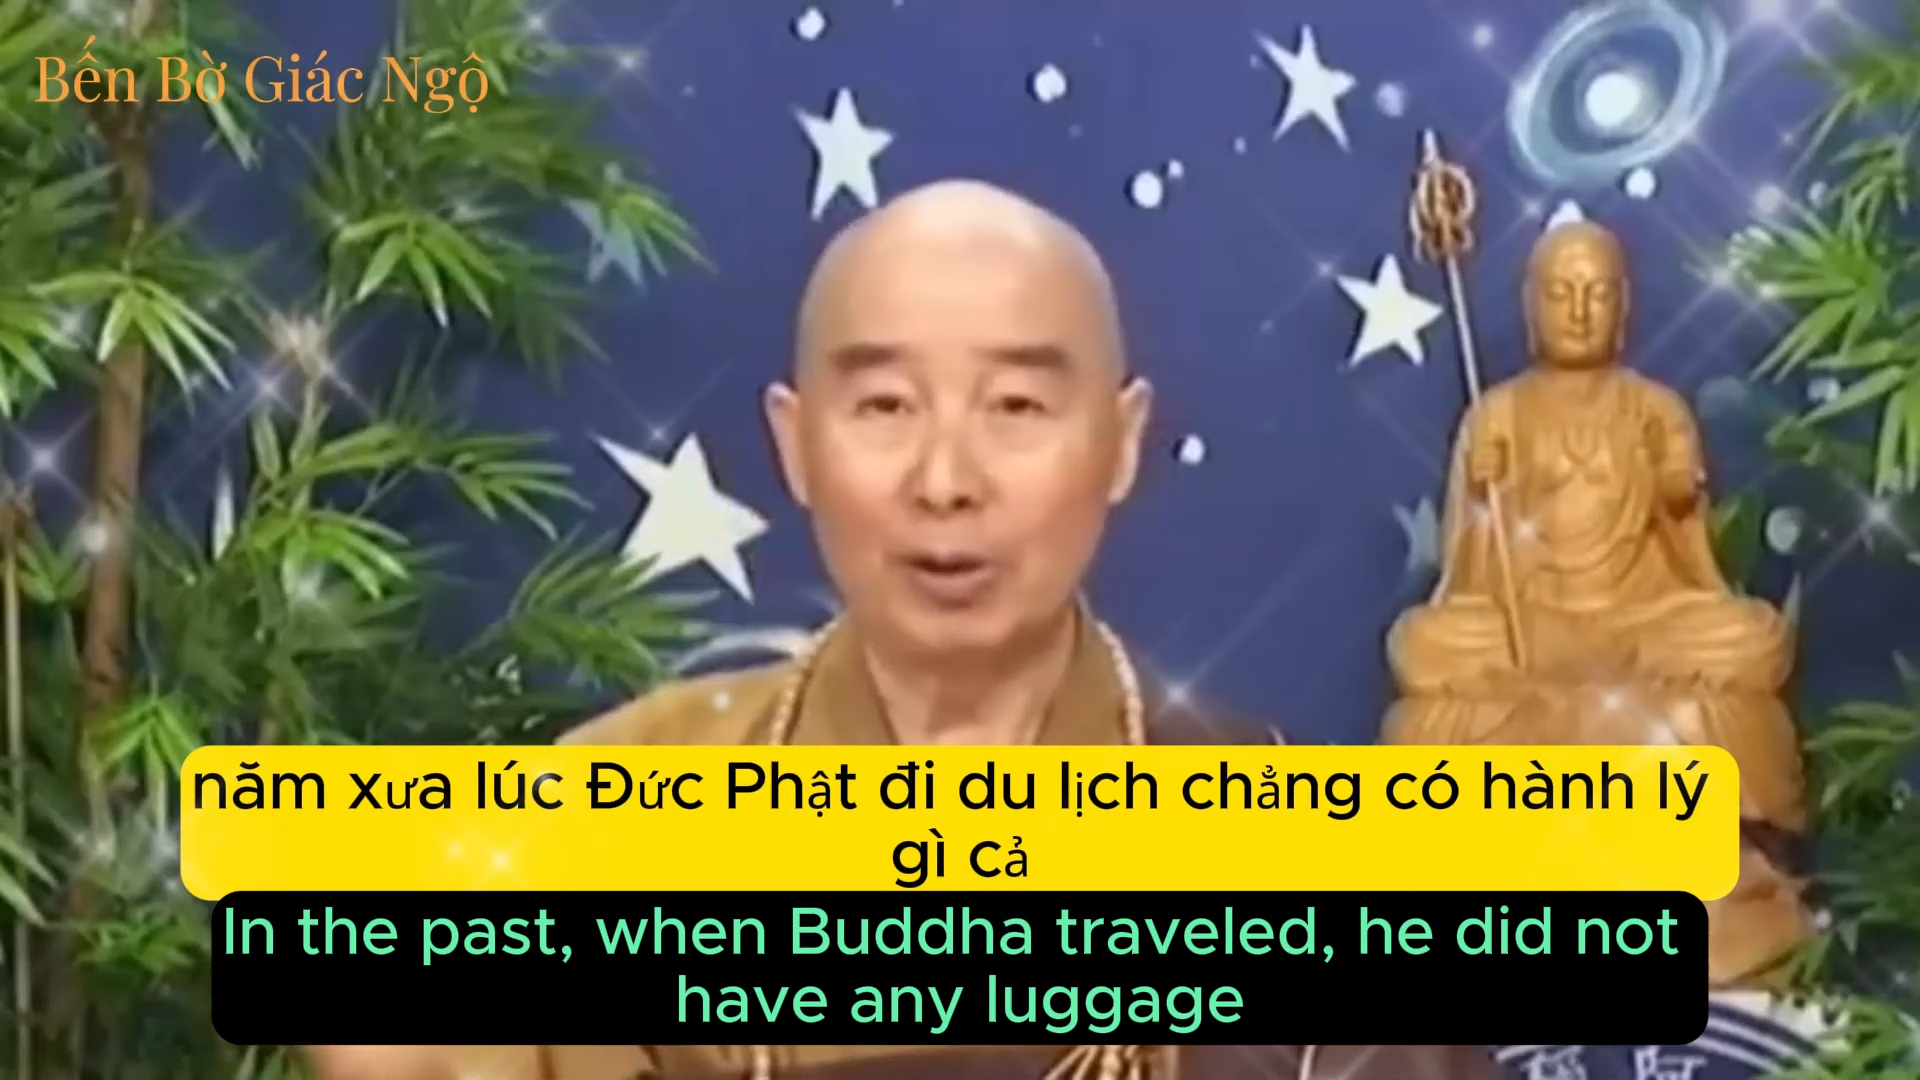 Bến Bờ Giác Ngộ
năm xưa lúc Đức Phật đi du lịch chẳng có hành lý
gì cả
In the past, when Buddha traveled, he did not
have any luggage